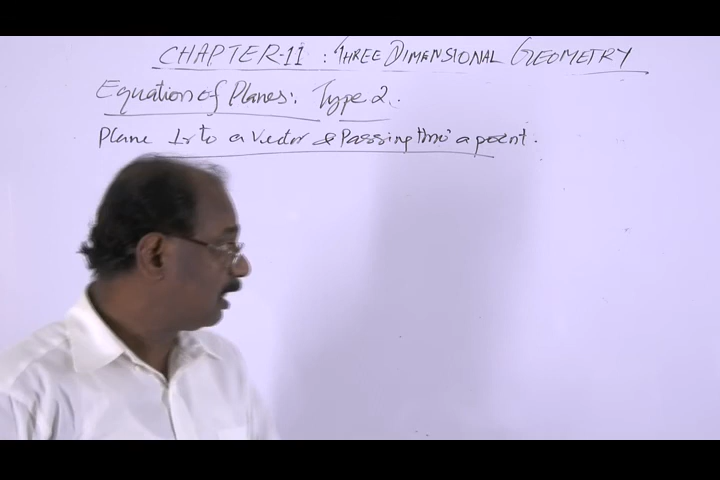 CHAPTER-11 : THREE DIMENSIONAL GEOMETRY
Equation of Planes: Type 2.
Plane ⊥r to a vector & Passing thro' a point.